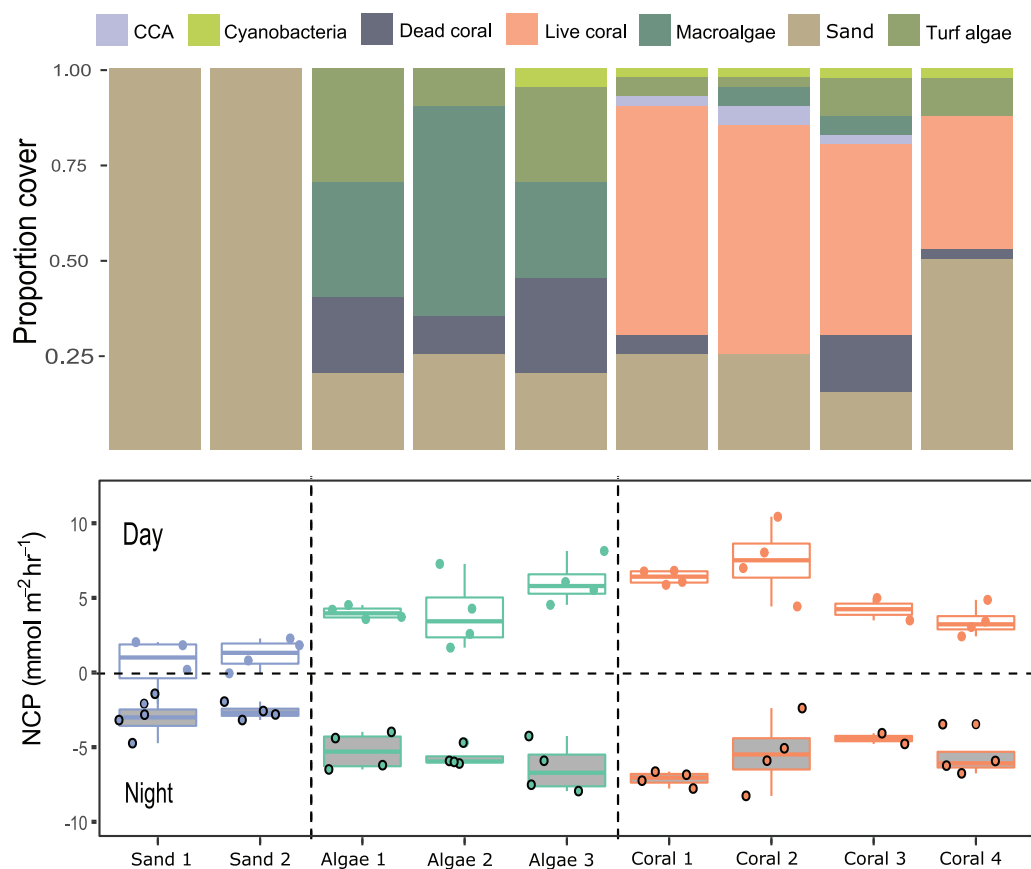 CCA Cyanobacteria Dead coral Live coral Macroalgae Sand Turf algae
1.00
0.75
0.50
0.25
Proportion cover
10
5
0
-5
-10
NCP (mmol m⁻² hr⁻¹)
Day
Night
Sand 1 Sand 2 Algae 1 Algae 2 Algae 3 Coral 1 Coral 2 Coral 3 Coral 4